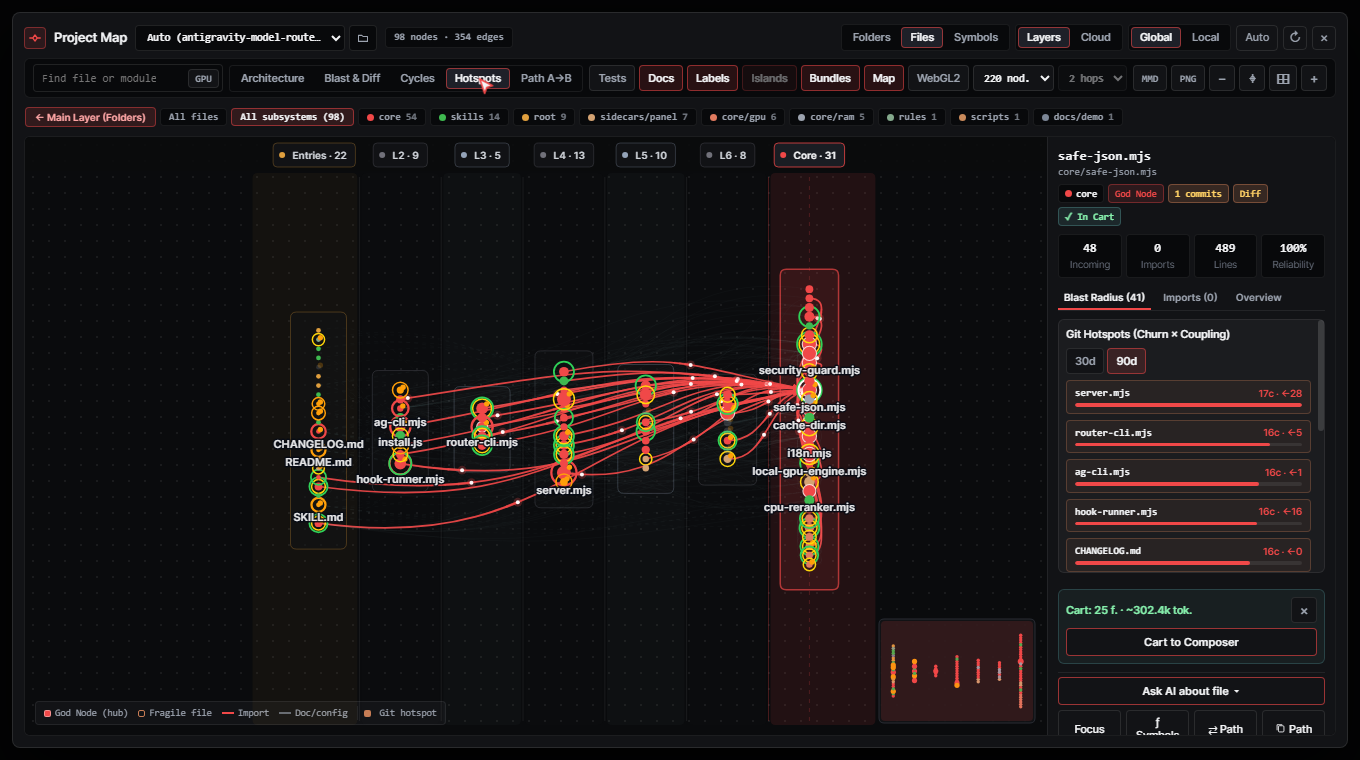 Project Map Auto (antigravity-model-route… 98 nodes · 354 edges Folders Files Symbols Layers Cloud Global Local Auto ×
Find file or module GPU Architecture Blast & Diff Cycles Hotspots Path A→B Tests Docs Labels Islands Bundles Map WebGL2 220 nod. 2 hops MMD PNG − +
← Main Layer (Folders) All files All subsystems (98) core 54 skills 14 root 9 sidecars/panel 7 core/gpu 6 core/ram 5 rules 1 scripts 1 docs/demo 1
Entries · 22 L2 · 9 L3 · 5 L4 · 13 L5 · 10 L6 · 8 Core · 31
security-guard.mjs
safe-json.mjs
ag-cli.mjs
cache-dir.mjs
CHANGELOG.md
install.js
router-cli.mjs
i18n.mjs
README.md
local-gpu-engine.mjs
hook-runner.mjs
server.mjs
cpu-reranker.mjs
SKILL.md
God Node (hub) Fragile file Import Doc/config Git hotspot
safe-json.mjs
core/safe-json.mjs
core God Node 1 commits Diff
✓ In Cart
48 0 489 100%
Incoming Imports Lines Reliability
Blast Radius (41) Imports (0) Overview
Git Hotspots (Churn × Coupling)
30d 90d
server.mjs 17c · ←28
router-cli.mjs 16c · ←5
ag-cli.mjs 16c · ←1
hook-runner.mjs 16c · ←16
CHANGELOG.md 16c · ←0
Cart: 25 f. · ~302.4k tok. ×
Cart to Composer
Ask AI about file
Focus ƒ Symbols ⇄ Path Path